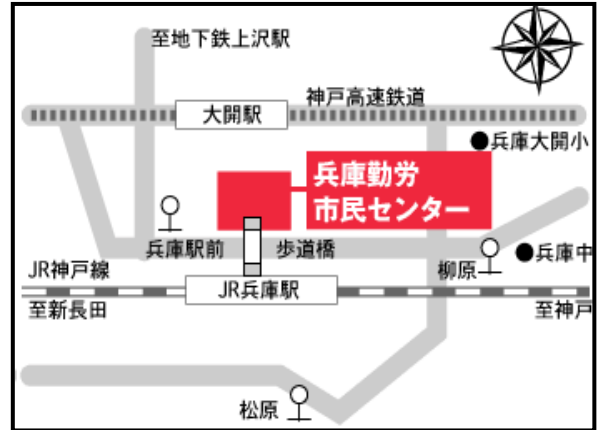 至地下鉄上沢駅
神戸高速鉄道
大開駅
●兵庫大開小
兵庫勤労
市民センター
兵庫駅前
歩道橋
柳原
●兵庫中
JR神戸線
JR兵庫駅
至新長田
至神戸
松原